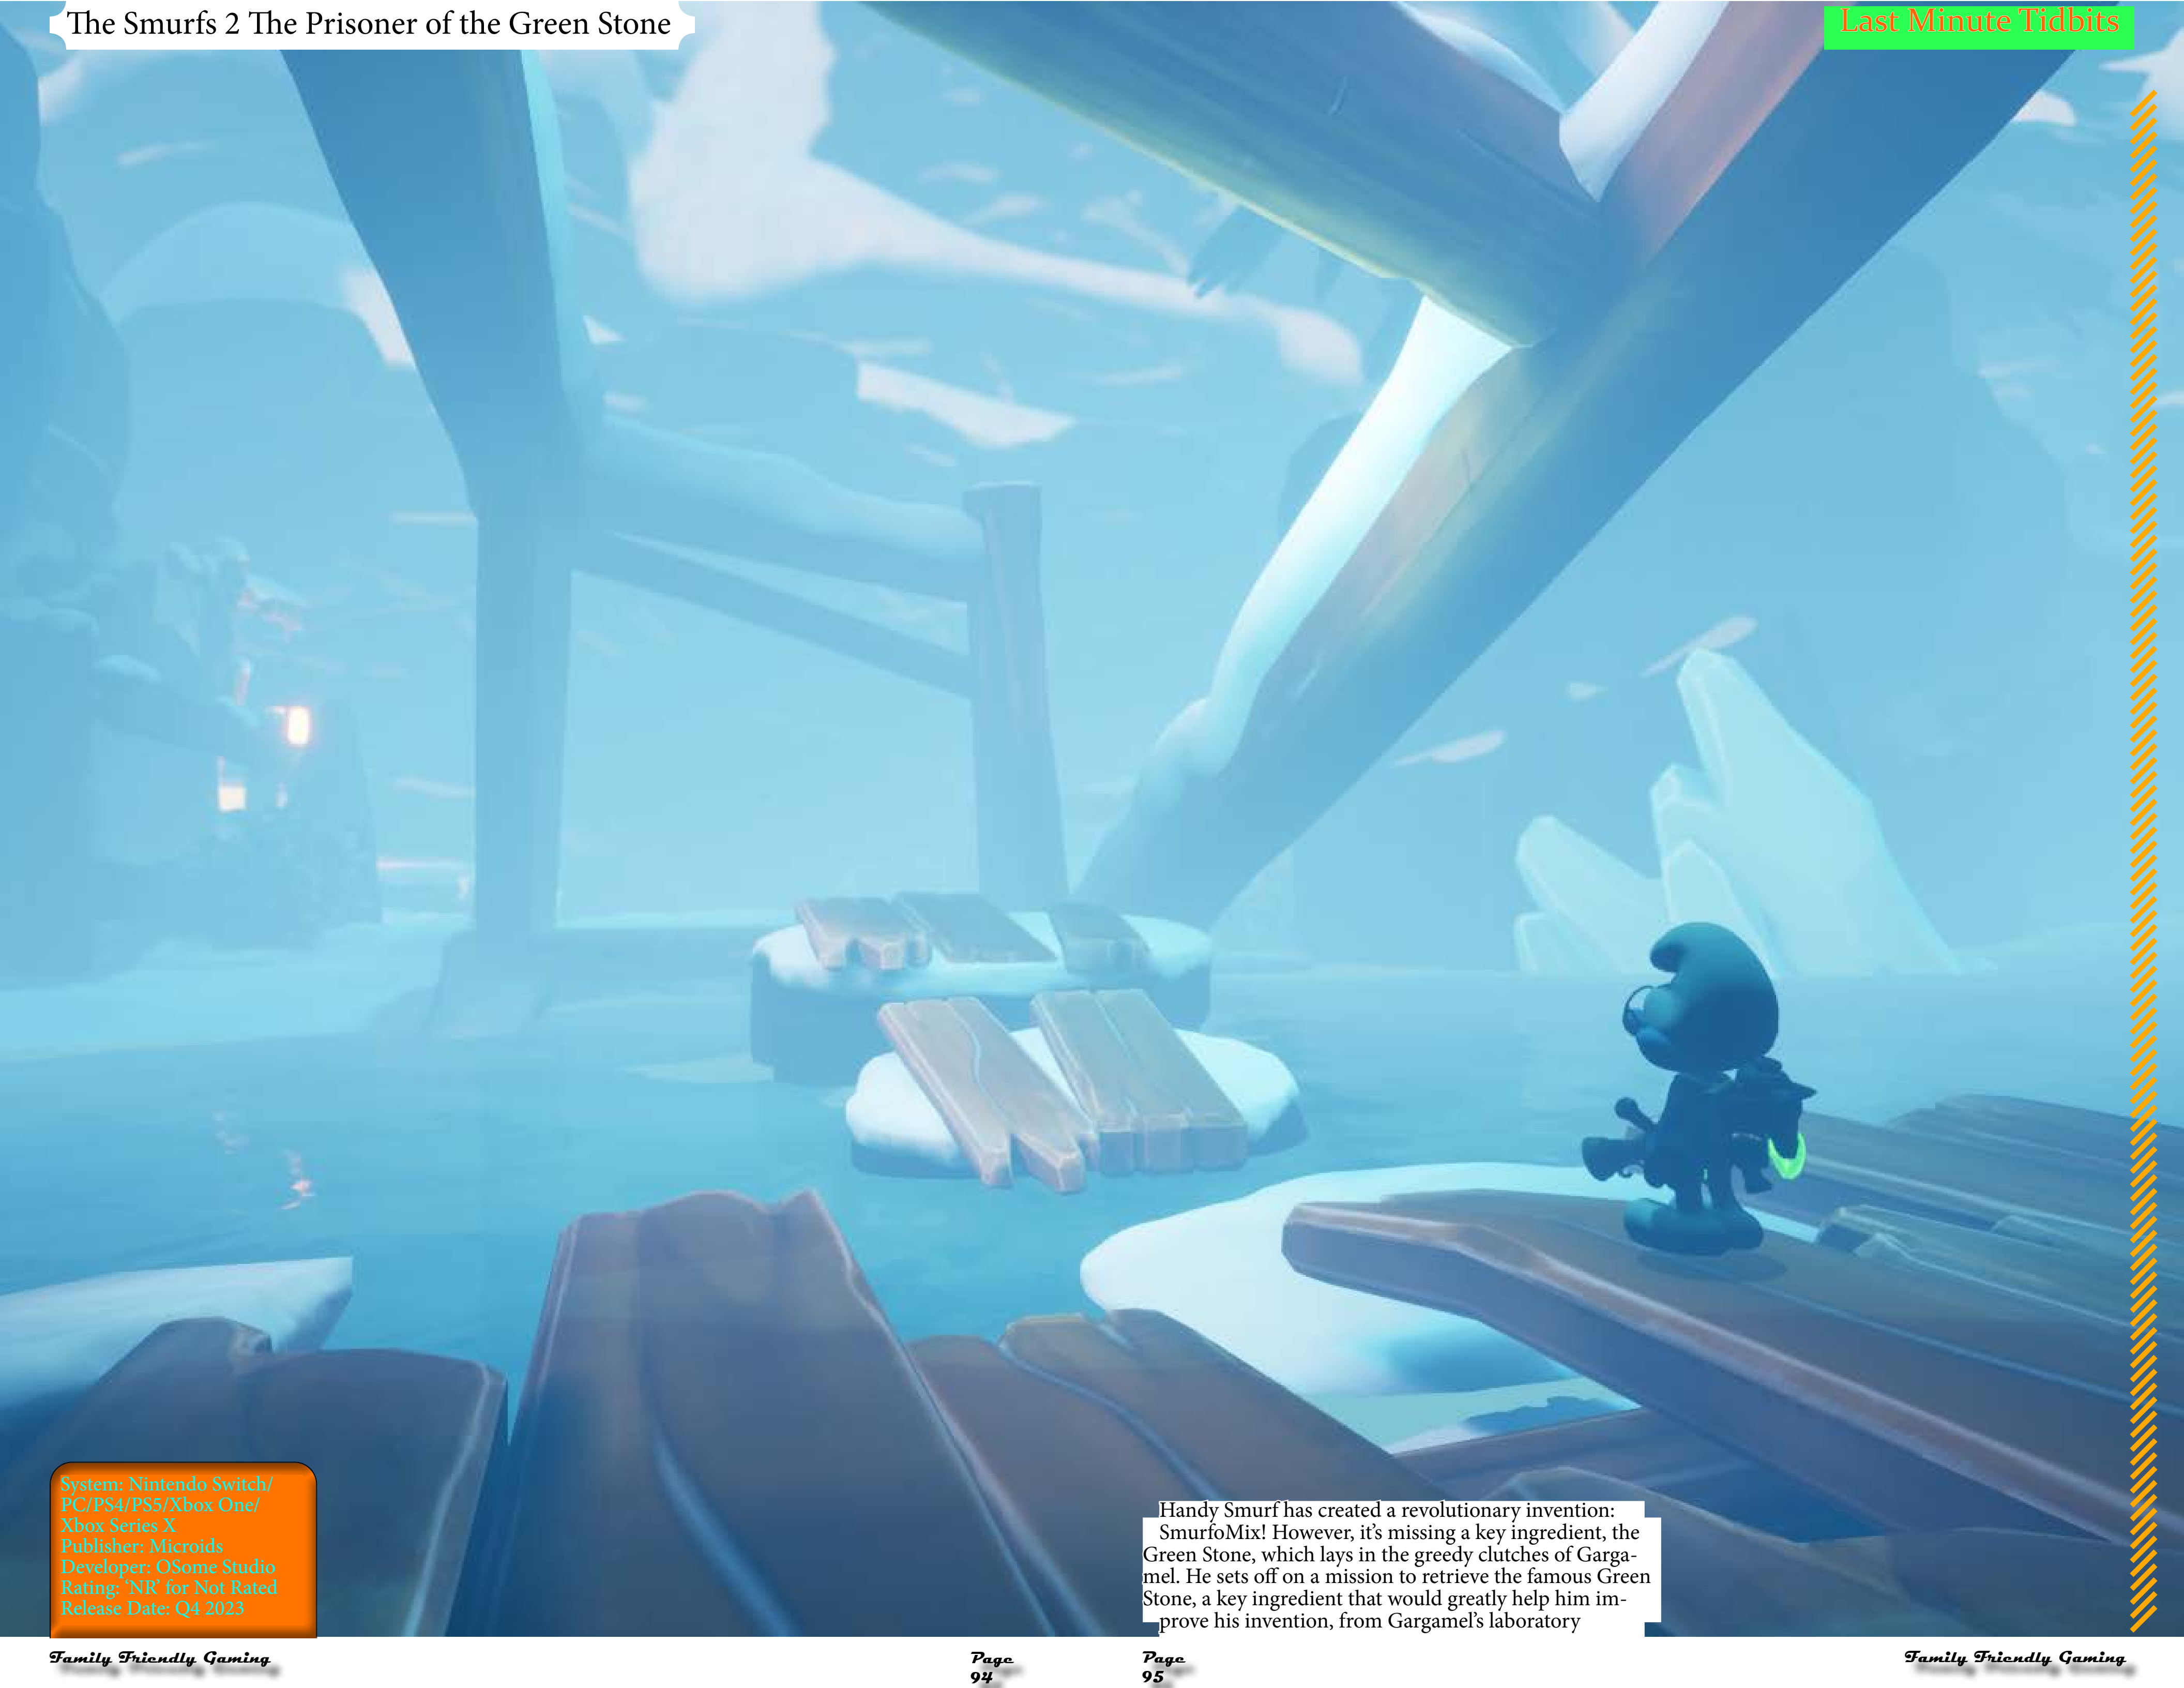 The Smurfs 2 The Prisoner of the Green Stone
Last Minute Tidbits
System: Nintendo Switch/
PC/PS4/PS5/Xbox One/
Xbox Series X
Publisher: Microids
Developer: OSome Studio
Rating: ‘NR’ for Not Rated
Release Date: Q4 2023
Handy Smurf has created a revolutionary invention:
SmurfoMix! However, it’s missing a key ingredient, the
Green Stone, which lays in the greedy clutches of Garga-
mel. He sets off on a mission to retrieve the famous Green
Stone, a key ingredient that would greatly help him im-
prove his invention, from Gargamel’s laboratory
Family Friendly Gaming
Page
94
Page
95
Family Friendly Gaming